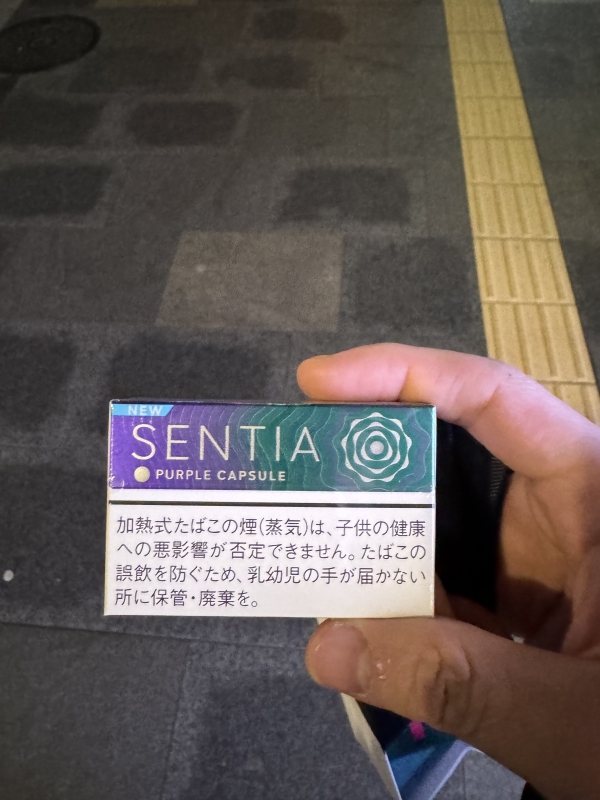 NEW
SENTIA
PURPLE CAPSULE
加熱式たばこの煙(蒸気)は、子供の健康
への悪影響が否定できません。たばこの
誤飲を防ぐため、乳幼児の手が届かない
所に保管・廃棄を。